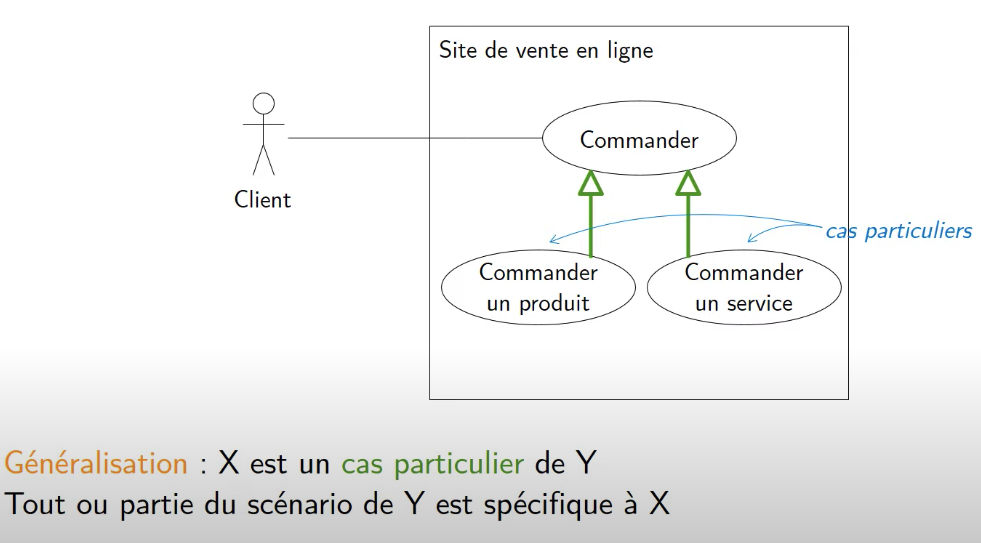 Site de vente en ligne
Commander
Client
cas particuliers
Commander
un produit
Commander
un service
Généralisation : X est un cas particulier de Y
Tout ou partie du scénario de Y est spécifique à X